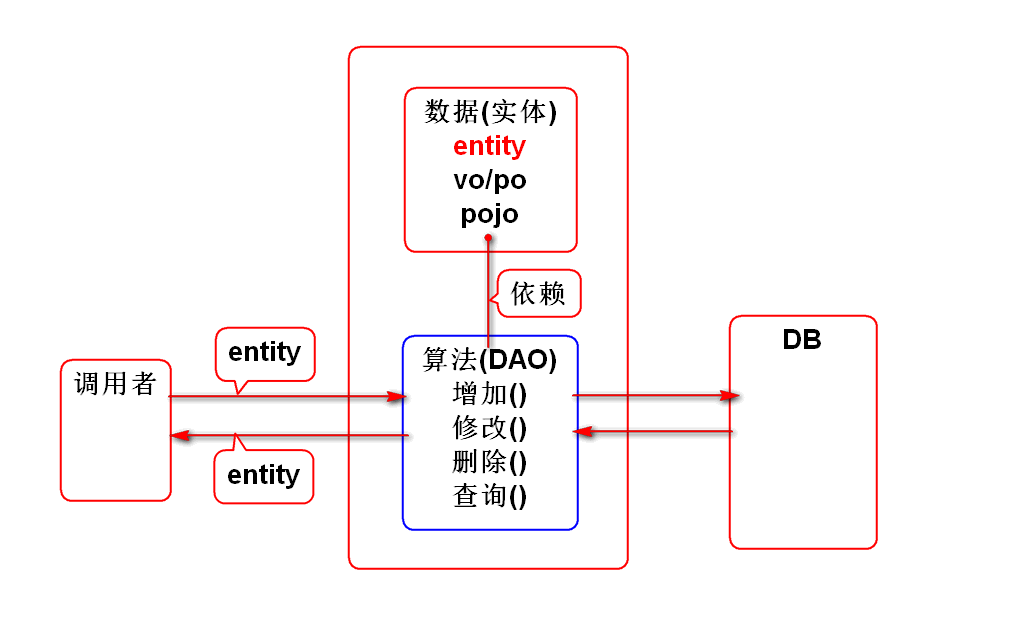 数据(实体)
entity
vo/po
pojo
依赖
算法(DAO)
增加()
修改()
删除()
查询()
调用者
entity
entity
DB